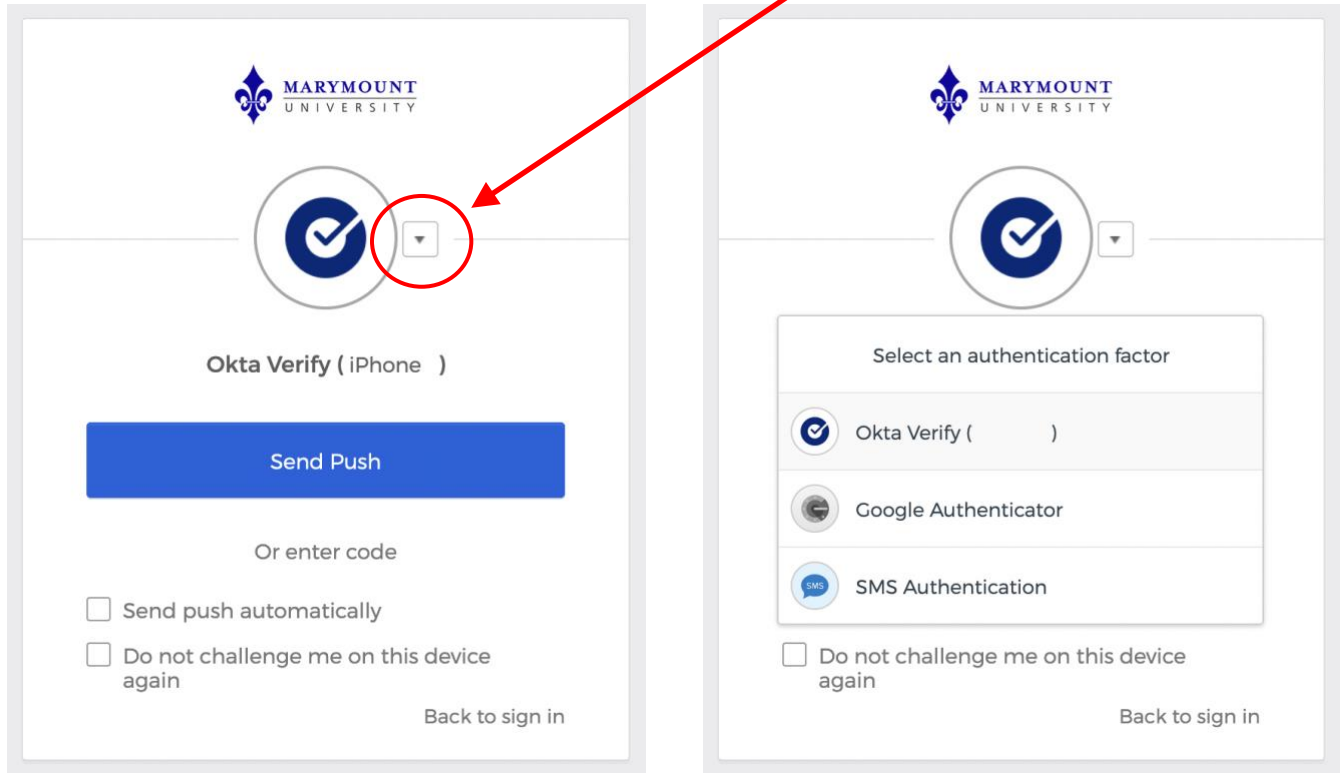 MARYMOUNT
UNIVERSITY
Okta Verify ( iPhone )
Send Push
Or enter code
Send push automatically
Do not challenge me on this device
again
Back to sign in
MARYMOUNT
UNIVERSITY
Select an authentication factor
Okta Verify ( )
Google Authenticator
SMS
SMS Authentication
Do not challenge me on this device
again
Back to sign in